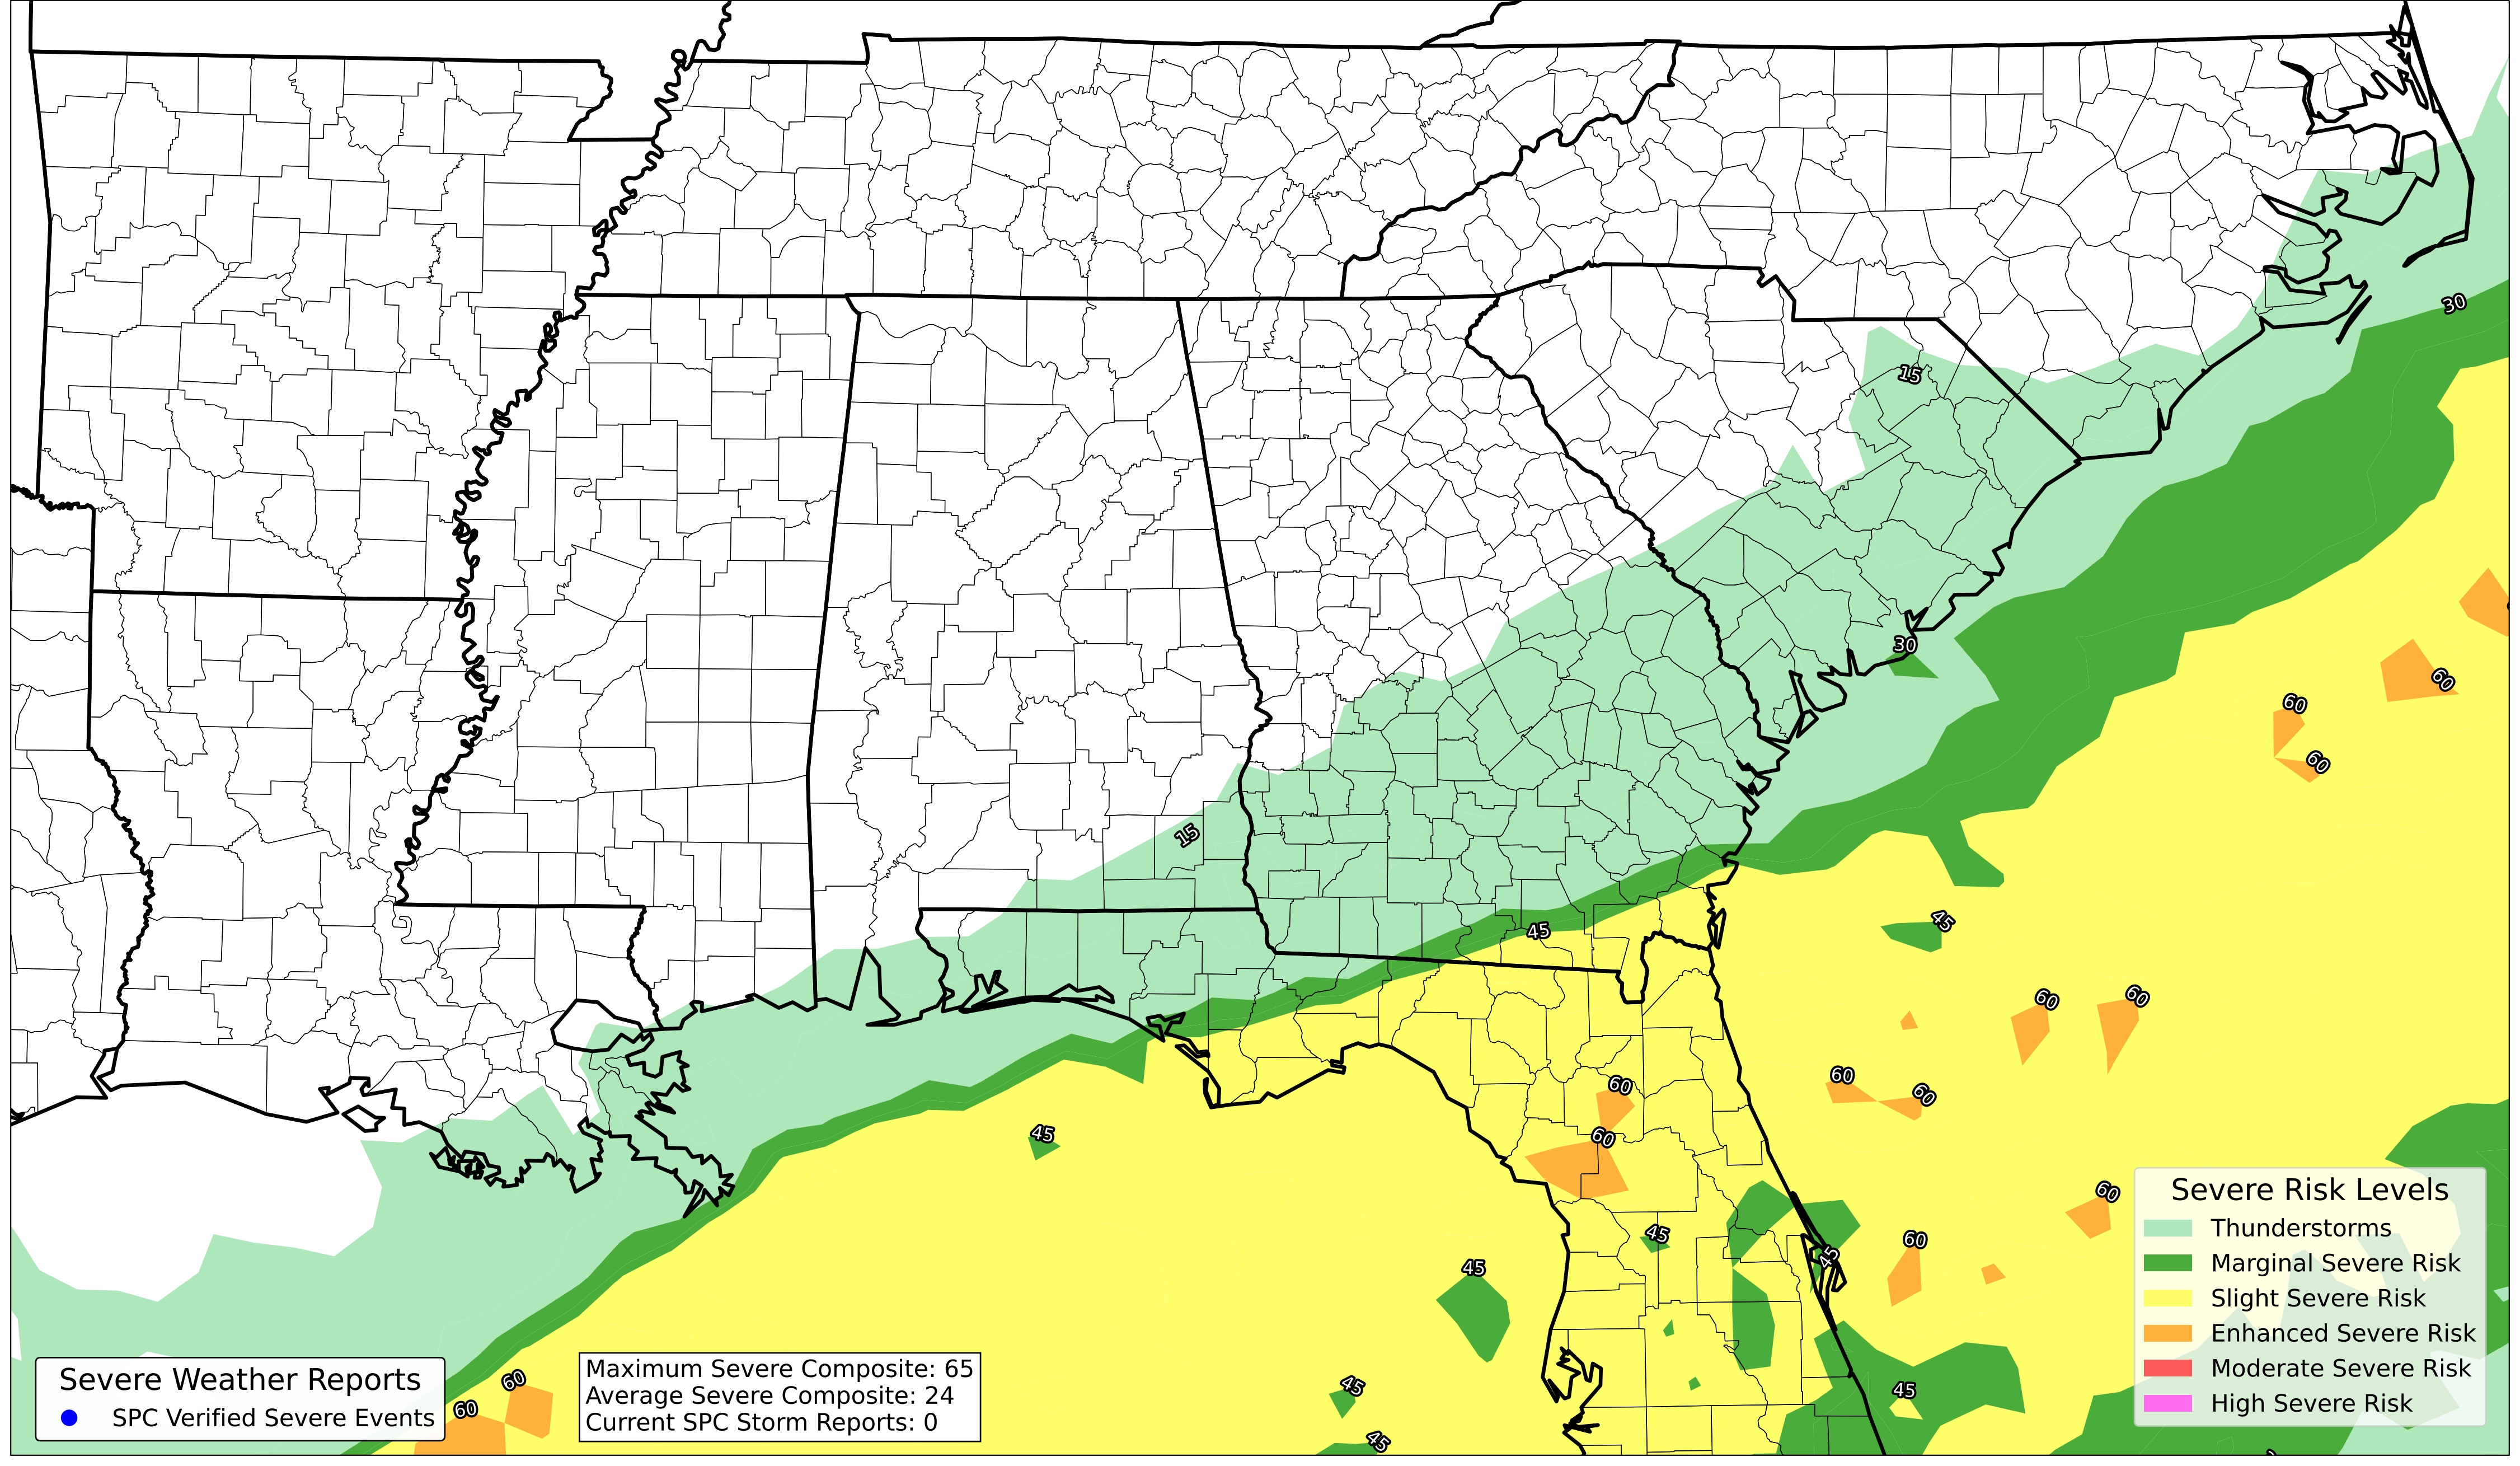 30
15
30
15
60
60
60
45
45
60
60
60
60
60
45
60
60
45
60
45
45
60
45
45
60
60
45
Severe Risk Levels
Thunderstorms
Marginal Severe Risk
Slight Severe Risk
Enhanced Severe Risk
Moderate Severe Risk
High Severe Risk
Severe Weather Reports
SPC Verified Severe Events
Maximum Severe Composite: 65
Average Severe Composite: 24
Current SPC Storm Reports: 0